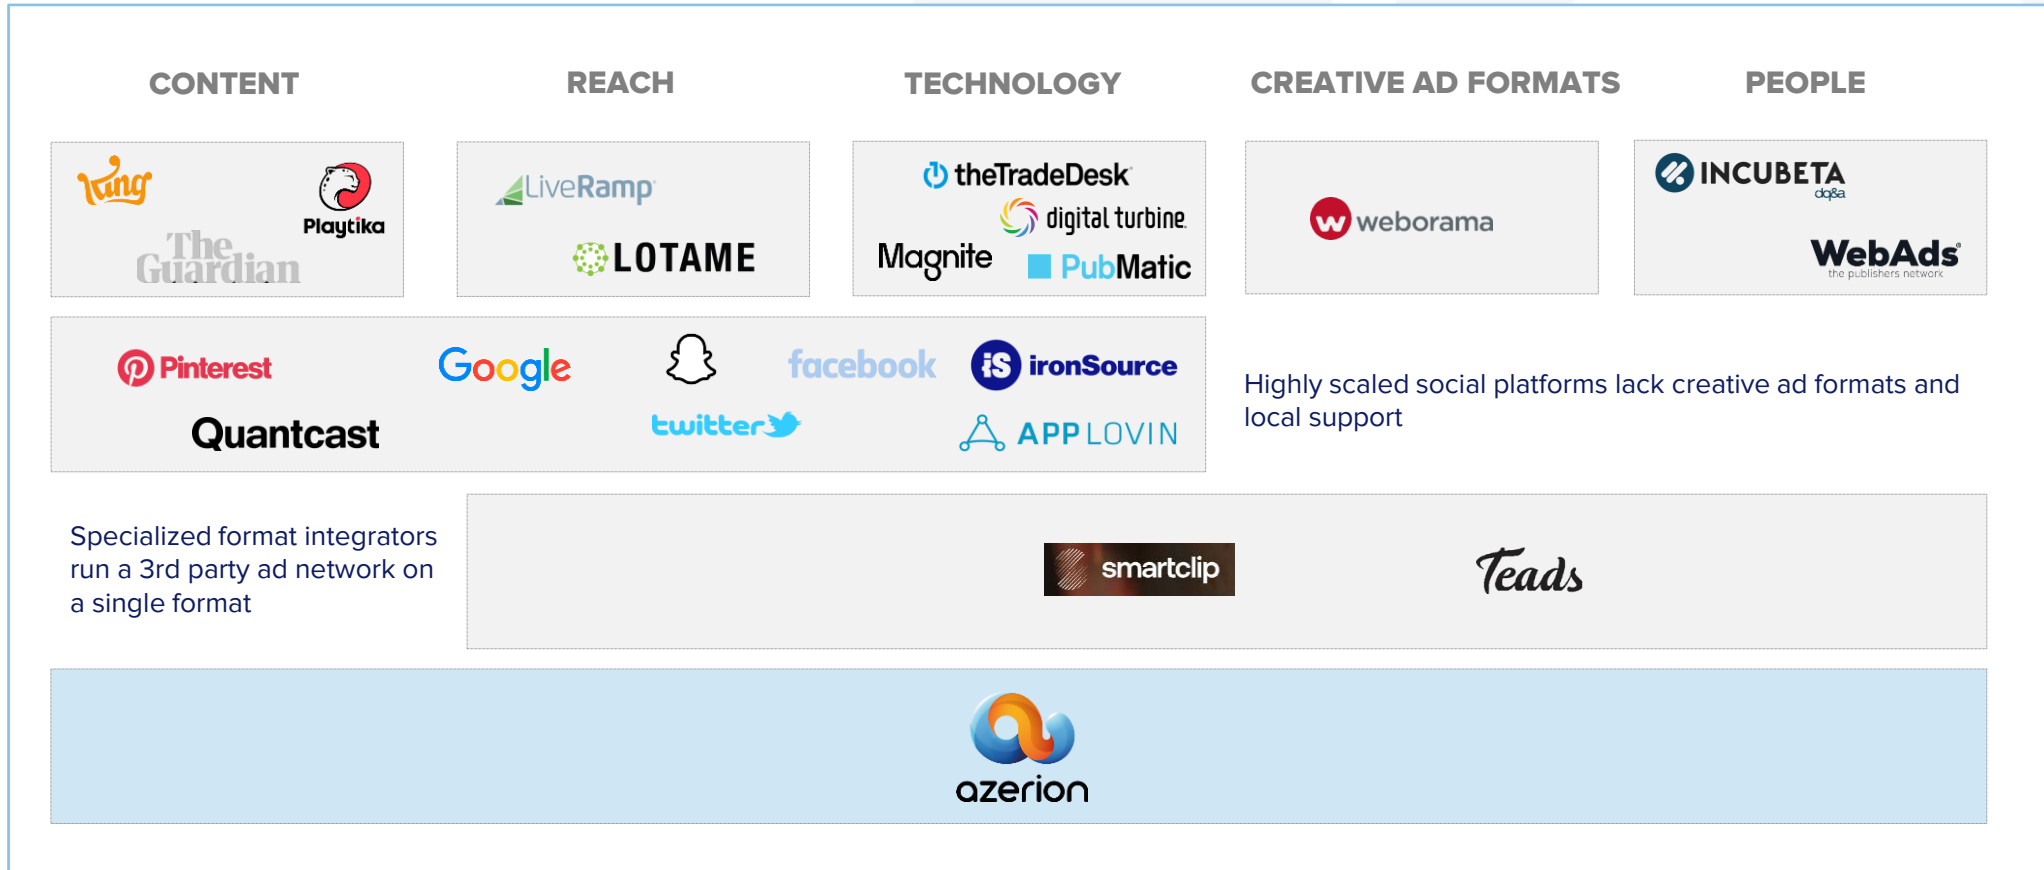 CONTENT
REACH
TECHNOLOGY
CREATIVE AD FORMATS
PEOPLE
King
Playtika
The
Guardian
LiveRamp
LOTAME
theTradeDesk
digital turbine
Magnite
PubMatic
weborama
INCUBETA
dq&a
WebAds
the publishers network
Pinterest
Google
facebook
iS ironSource
Quantcast
twitter
APPLOVIN
Highly scaled social platforms lack creative ad formats and
local support
Specialized format integrators
run a 3rd party ad network on
a single format
smartclip
Teads
azerion